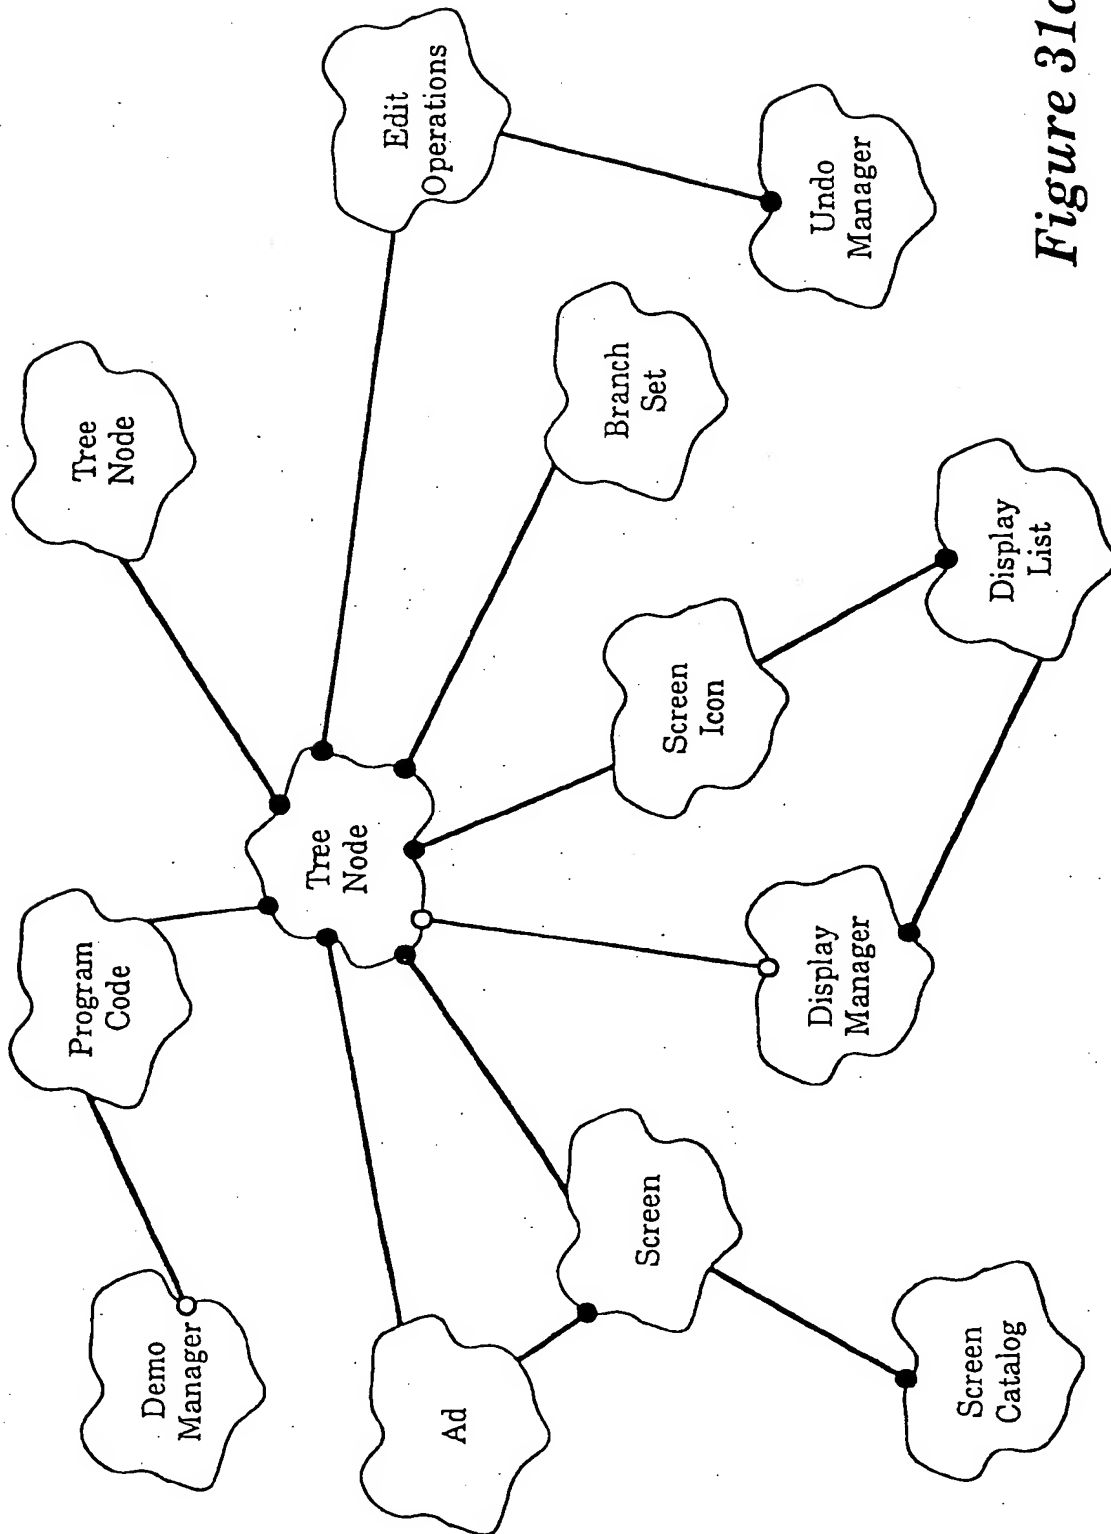 Demo
Manager
Program
Code
Tree
Node
Ad
Tree
Node
Edit
Operations
Screen
Screen
Icon
Branch
Set
Screen
Catalog
Display
Manager
Display
List
Undo
Manager
Figure 31